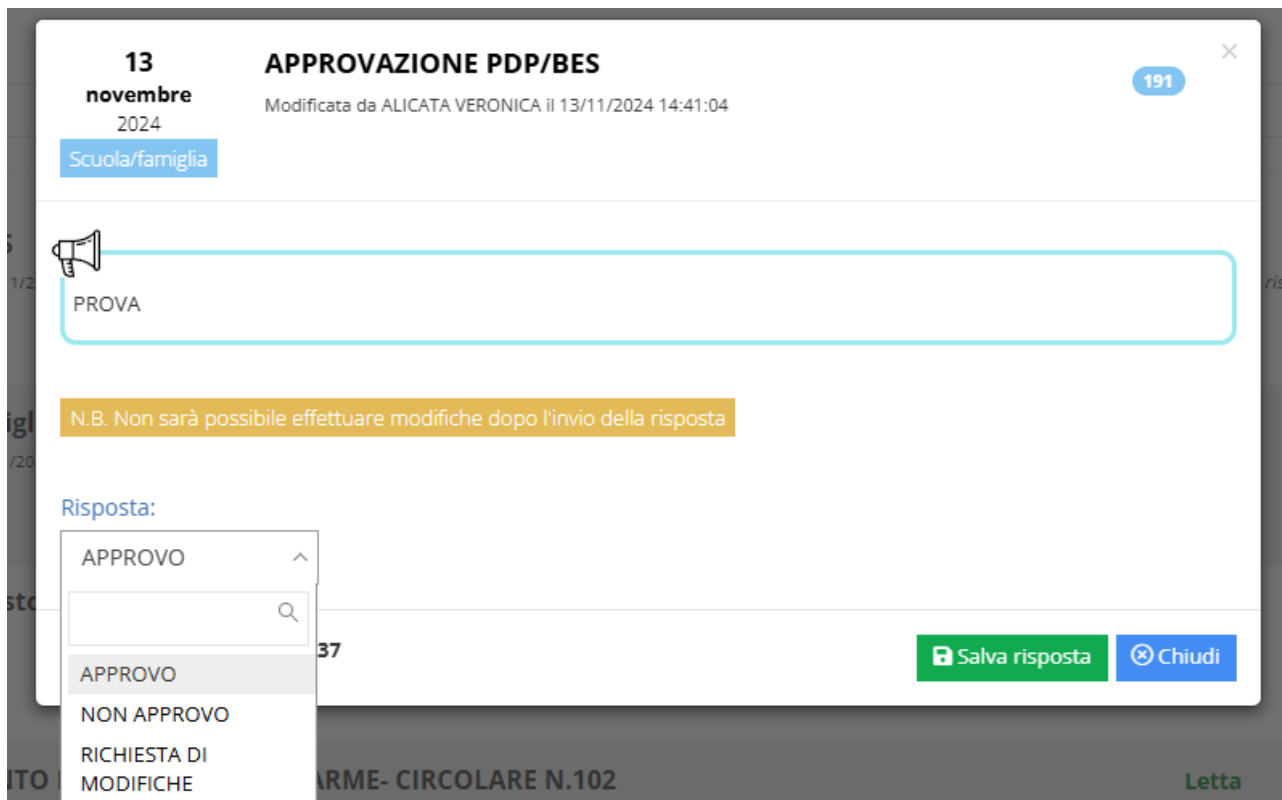 13
novembre
2024
Scuola/famiglia
APPROVAZIONE PDP/BES
Modificata da ALICATA VERONICA il 13/11/2024 14:41:04
191
PROVA
N.B. Non sarà possibile effettuare modifiche dopo l'invio della risposta
Risposta:
APPROVO
37
Salva risposta
Chiudi
APPROVO
NON APPROVO
RICHIESTA DI
MODIFICHE
ARME- CIRCOLARE N.102
Letta